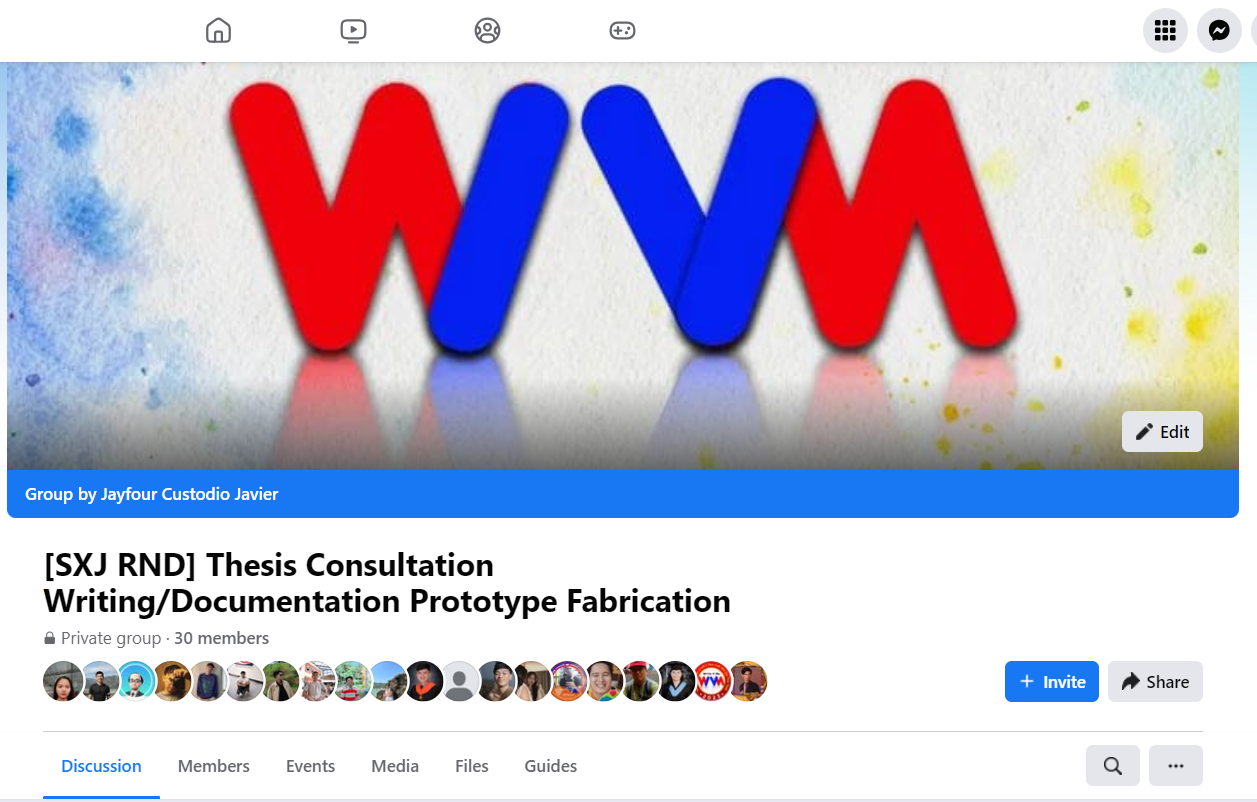 WVM
Edit
Group by Jayfour Custodio Javier
[SXJ RND] Thesis Consultation
Writing/Documentation Prototype Fabrication
Private group · 30 members
+ Invite
Share
Discussion Members Events Media Files Guides